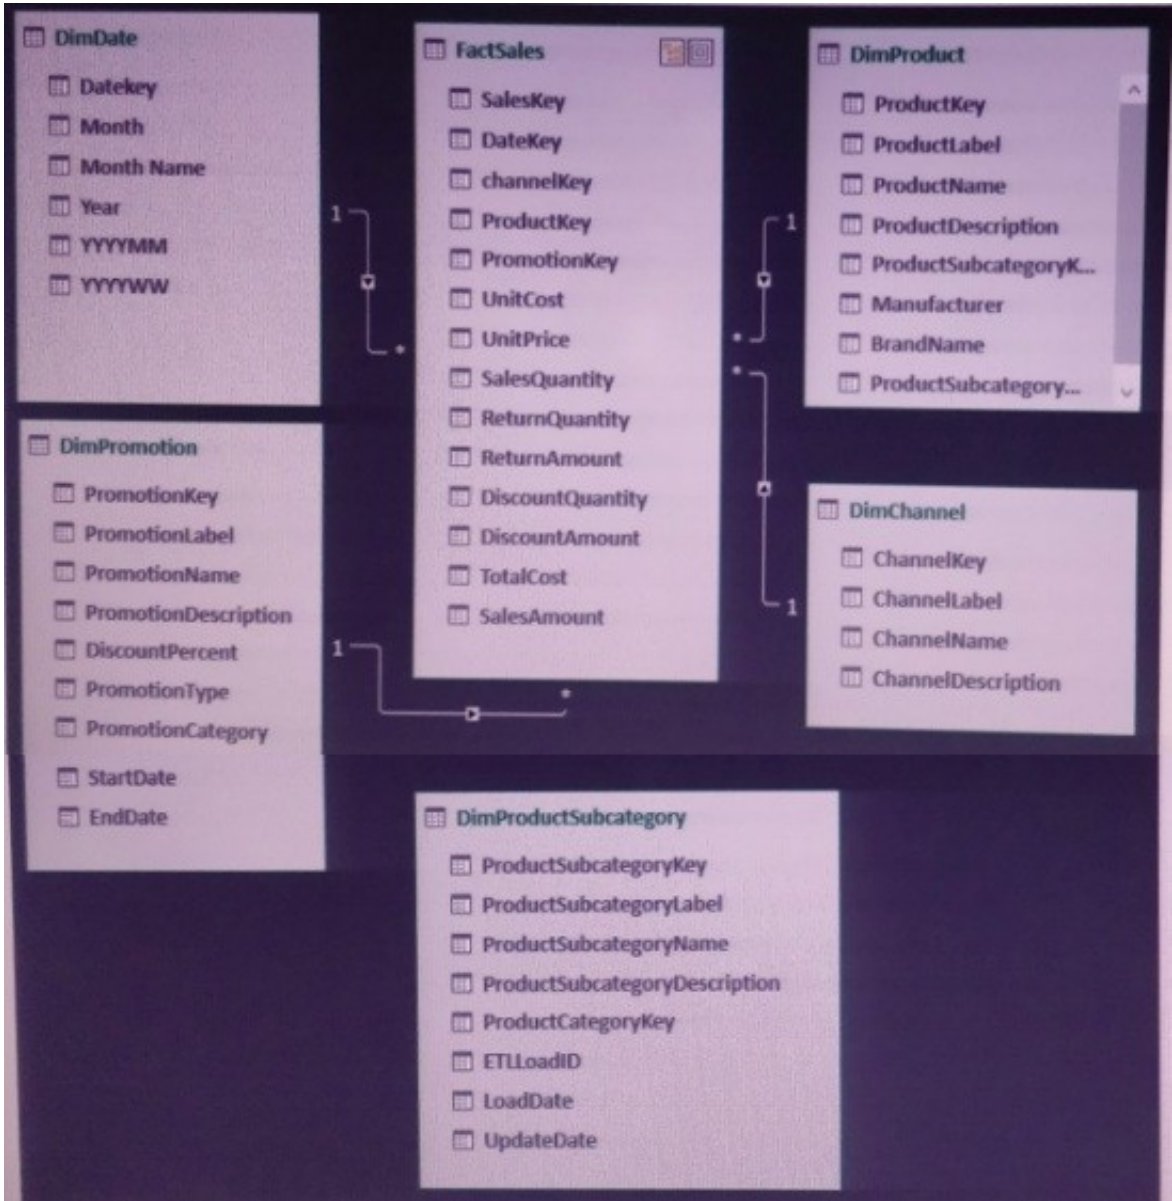 DimDate
Datekey
Month
Month Name
Year
YYYYMM
YYYYWW
1
*
FactSales
SalesKey
DateKey
channelKey
ProductKey
PromotionKey
UnitCost
UnitPrice
SalesQuantity
ReturnQuantity
ReturnAmount
DiscountQuantity
DiscountAmount
TotalCost
SalesAmount
DimProduct
ProductKey
ProductLabel
ProductName
ProductDescription
ProductSubcategoryK...
Manufacturer
BrandName
ProductSubcategory...
1
*
*
1
DimPromotion
PromotionKey
PromotionLabel
PromotionName
PromotionDescription
DiscountPercent
PromotionType
PromotionCategory
StartDate
EndDate
1
*
DimChannel
ChannelKey
ChannelLabel
ChannelName
ChannelDescription
DimProductSubcategory
ProductSubcategoryKey
ProductSubcategoryLabel
ProductSubcategoryName
ProductSubcategoryDescription
ProductCategoryKey
ETLLoadID
LoadDate
UpdateDate